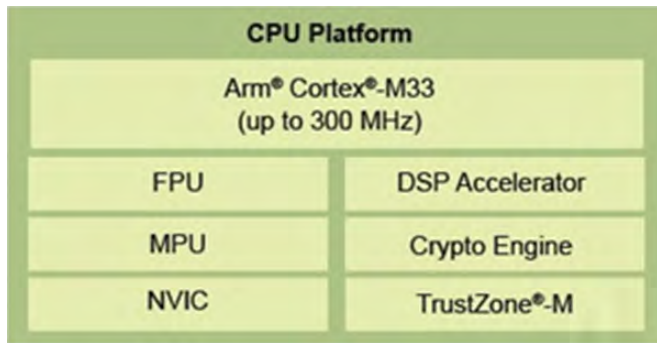 CPU Platform
Arm® Cortex®-M33
(up to 300 MHz)
FPU
DSP Accelerator
MPU
Crypto Engine
NVIC
TrustZone®-M